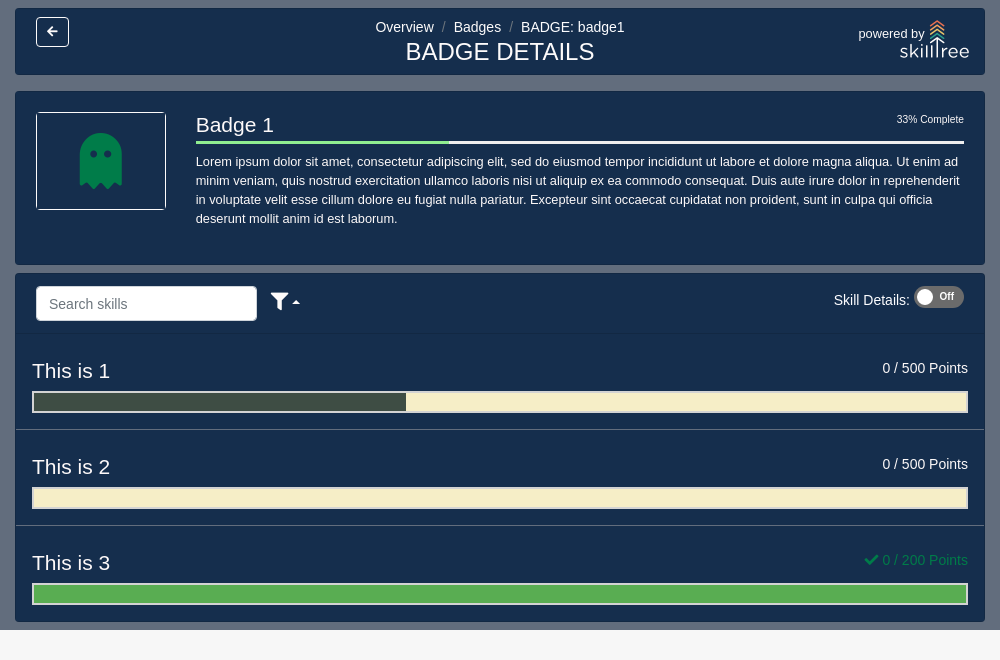 Overview / Badges / BADGE: badge1
BADGE DETAILS
powered by
skilltree
Badge 1
33% Complete
Lorem ipsum dolor sit amet, consectetur adipiscing elit, sed do eiusmod tempor incididunt ut labore et dolore magna aliqua. Ut enim ad
minim veniam, quis nostrud exercitation ullamco laboris nisi ut aliquip ex ea commodo consequat. Duis aute irure dolor in reprehenderit
in voluptate velit esse cillum dolore eu fugiat nulla pariatur. Excepteur sint occaecat cupidatat non proident, sunt in culpa qui officia
deserunt mollit anim id est laborum.
Search skills
Skill Details: Off
This is 1
0 / 500 Points
This is 2
0 / 500 Points
This is 3
0 / 200 Points